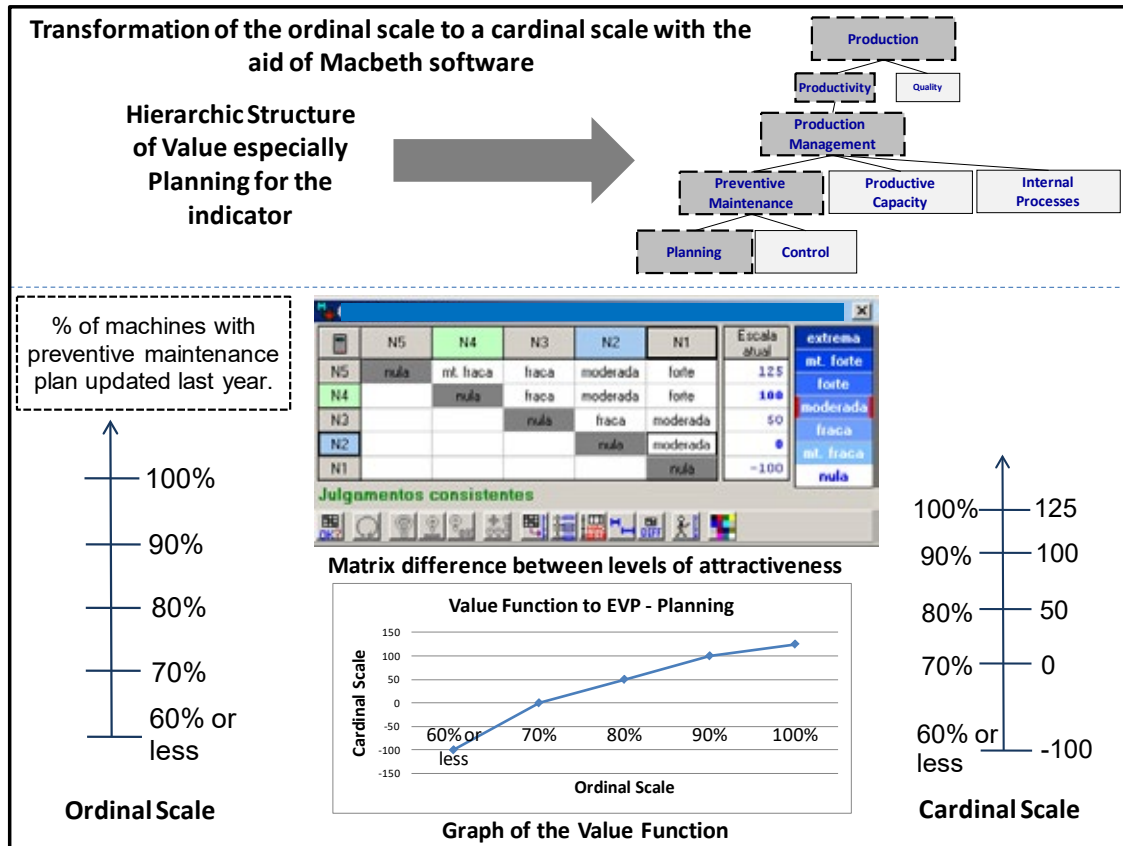 Transformation of the ordinal scale to a cardinal scale with the
aid of Macbeth software
Hierarchic Structure
of Value especially
Planning for the
indicator
Production
Productivity
Quality
Production
Management
Preventive
Maintenance
Productive
Capacity
Internal
Processes
Planning
Control
% of machines with
preventive maintenance
plan updated last year.
100%
90%
80%
70%
60% or
less
Ordinal Scale
N5 N4 N3 N2 N1 Escala
atual
N5 nula mt. fraca fraca moderada forte 125
N4 nula fraca moderada forte 100
N3 nula fraca moderada 50
N2 nula moderada 0
N1 nula -100
extrema
mt. forte
forte
moderada
fraca
mt. fraca
nula
Julgamentos consistentes
OK?
DIFF
Matrix difference between levels of attractiveness
Value Function to EVP - Planning
Cardinal Scale
150
100
50
0
-50
-100
-150
60% or
less
70%
80%
90%
100%
Ordinal Scale
Graph of the Value Function
100% 125
90% 100
80% 50
70% 0
60% or
less
-100
Cardinal Scale